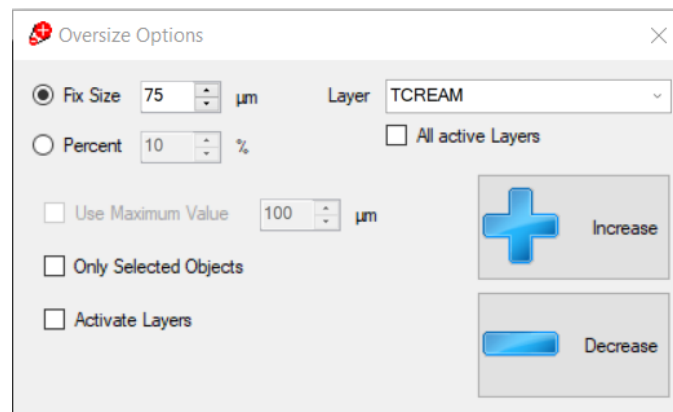 Oversize Options
Fix Size 75 µm Layer TCREAM
Percent 10 % All active Layers
Use Maximum Value 100 µm
Increase
Only Selected Objects
Activate Layers
Decrease